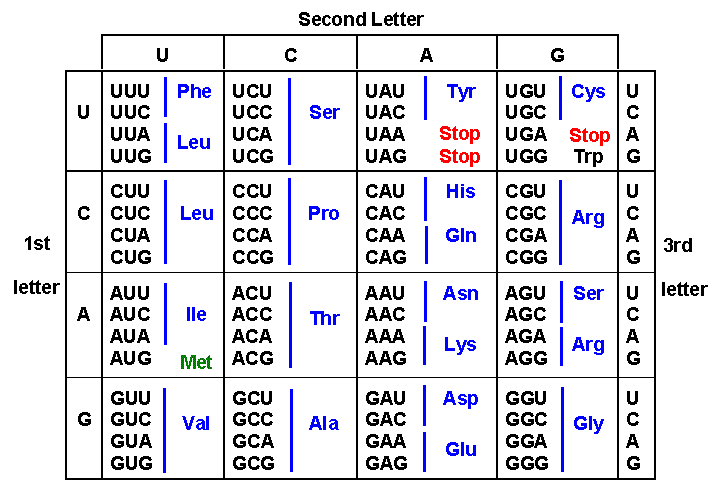 Second Letter
U C A G
UUU Phe UCU UAU Tyr UGU Cys U
UUC UCC Ser UAC UGC C
U UUA Leu UCA UAA Stop UGA Stop A
UUG UCG UAG Stop UGG Trp G
CUU CCU CAU His CGU U
C CUC Leu CCC Pro CAC CGC Arg C
CUA CCA CAA Gln CGA A
CUG CCG CAG CGG G
1st 3rd
letter letter
AUU ACU AAU Asn AGU Ser U
A AUC Ile ACC Thr AAC AGC C
AUA ACA AAA Lys AGA Arg A
AUG Met ACG AAG AGG G
GUU GCU GAU Asp GGU U
G GUC Val GCC Ala GAC GGC Gly C
GUA GCA GAA Glu GGA A
GUG GCG GAG GGG G